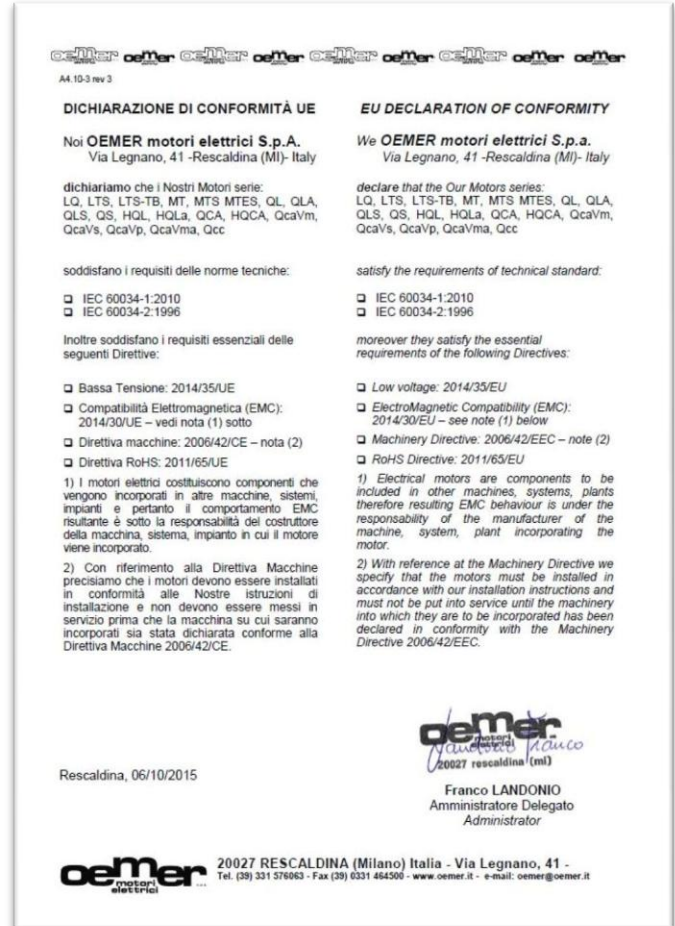 oemer oemer oemer oemer oemer oemer oemer oemer oemer
A4.10-3 rev 3
DICHIARAZIONE DI CONFORMITÀ UE
Noi OEMER motori elettrici S.p.A.
Via Legnano, 41 -Rescaldina (MI)- Italy
dichiariamo che i Nostri Motori serie:
LQ, LTS, LTS-TB, MT, MTS MTES, QL, QLA,
QLS, QS, HQL, HQLa, QCA, HQCA, QcaVm,
QcaVs, QcaVp, QcaVma, Qcc
soddisfano i requisiti delle norme tecniche:
❑ IEC 60034-1:2010
❑ IEC 60034-2:1996
Inoltre soddisfano i requisiti essenziali delle
seguenti Direttive:
❑ Bassa Tensione: 2014/35/UE
❑ Compatibilità Elettromagnetica (EMC):
2014/30/UE – vedi nota (1) sotto
❑ Direttiva macchine: 2006/42/CE – nota (2)
❑ Direttiva RoHS: 2011/65/UE
1) I motori elettrici costituiscono componenti che
vengono incorporati in altre macchine, sistemi,
impianti e pertanto il comportamento EMC
risultante è sotto la responsabilità del costruttore
della macchina, sistema, impianto in cui il motore
viene incorporato.
2) Con riferimento alla Direttiva Macchine
precisiamo che i motori devono essere installati
in conformità alle Nostre istruzioni di
installazione e non devono essere messi in
servizio prima che la macchina su cui saranno
incorporati sia stata dichiarata conforme alla
Direttiva Macchine 2006/42/CE.
EU DECLARATION OF CONFORMITY
We OEMER motori elettrici S.p.a.
Via Legnano, 41 -Rescaldina (MI)- Italy
declare that the Our Motors series:
LQ, LTS, LTS-TB, MT, MTS MTES, QL, QLA,
QLS, QS, HQL, HQLa, QCA, HQCA, QcaVm,
QcaVs, QcaVp, QcaVma, Qcc
satisfy the requirements of technical standard:
❑ IEC 60034-1:2010
❑ IEC 60034-2:1996
moreover they satisfy the essential
requirements of the following Directives:
❑ Low voltage: 2014/35/EU
❑ ElectroMagnetic Compatibility (EMC):
2014/30/EU – see note (1) below
❑ Machinery Directive: 2006/42/EEC – note (2)
❑ RoHS Directive: 2011/65/EU
1) Electrical motors are components to be
included in other machines, systems, plants
therefore resulting EMC behaviour is under the
responsability of the manufacturer of the
machine, system, plant incorporating the
motor.
2) With reference at the Machinery Directive we
specify that the motors must be installed in
accordance with our installation instructions and
must not be put into service until the machinery
into which they are to be incorporated has been
declared in conformity with the Machinery
Directive 2006/42/EEC.
Rescaldina, 06/10/2015
oemer
motori
elettrici
Landonio Franco
20027 rescaldina (mi)
Franco LANDONIO
Amministratore Delegato
Administrator
oemer
motori
elettrici
20027 RESCALDINA (Milano) Italia - Via Legnano, 41 -
Tel. (39) 331 576063 - Fax (39) 0331 464500 - www.oemer.it - e-mail: oemer@oemer.it